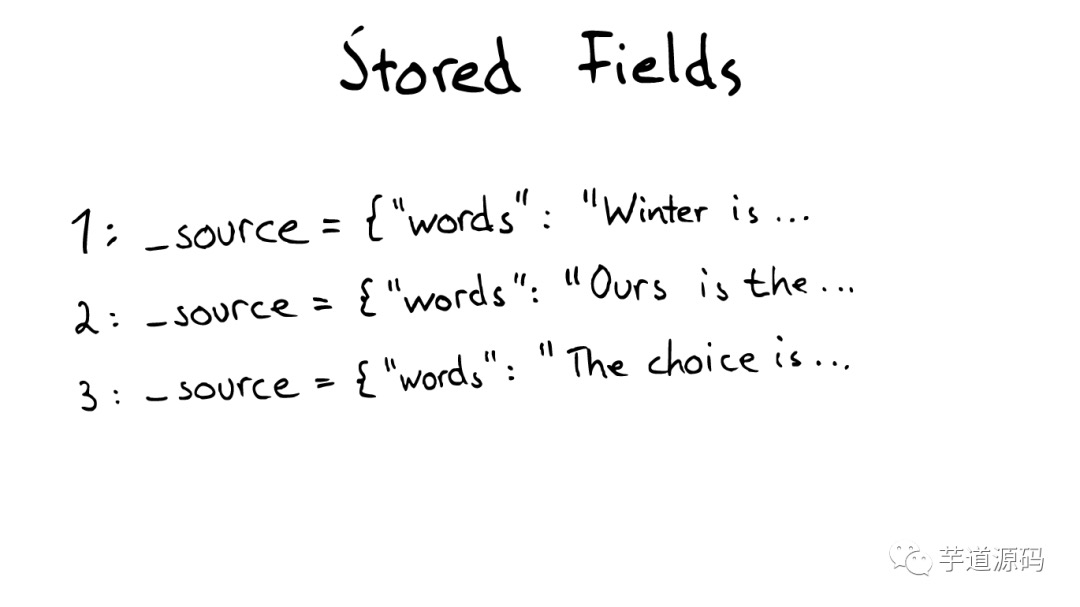 Stored Fields
1: _source = {"words": "Winter is...
2: _source = {"words": "Ours is the...
3: _source = {"words": "The choice is...
芋道源码